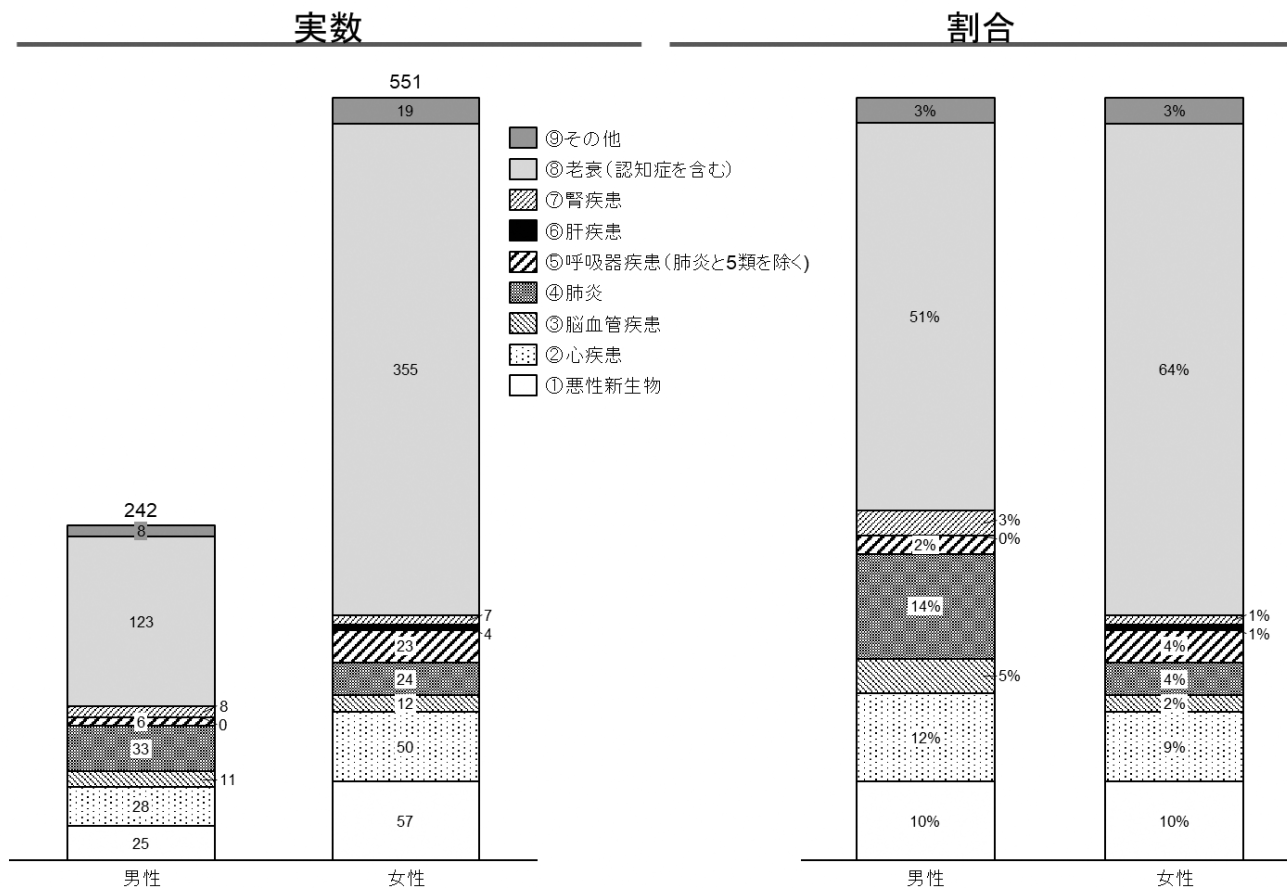 実数
割合
551
19
355
7
4
23
24
12
50
57
242
8
123
8
6
0
33
11
28
25
男性
女性
⑨その他
⑧老衰(認知症を含む)
⑦腎疾患
⑥肝疾患
⑤呼吸器疾患(肺炎と5類を除く)
④肺炎
③脳血管疾患
②心疾患
①悪性新生物
3%
51%
3%
0%
2%
14%
5%
12%
10%
3%
64%
1%
1%
4%
4%
2%
9%
10%
男性
女性